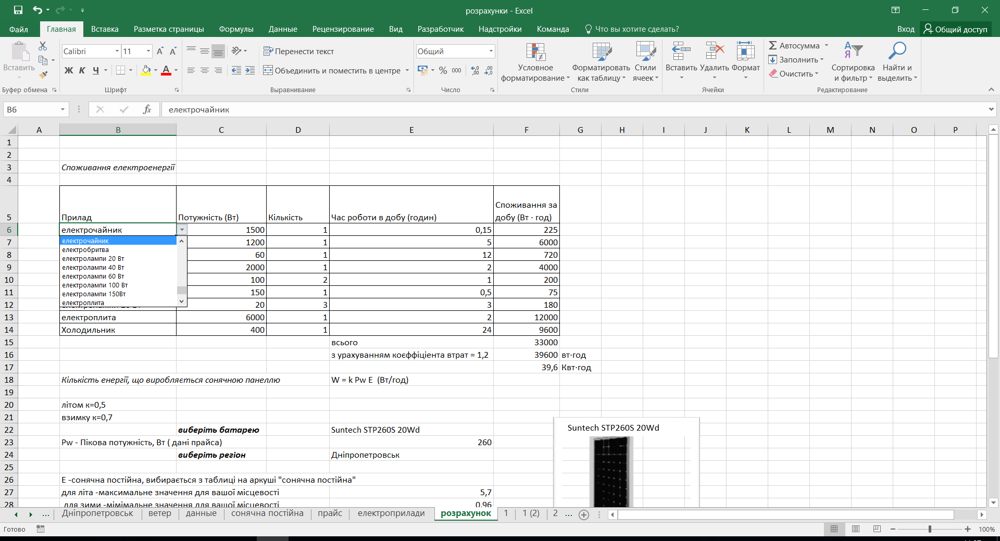 розрахунки - Excel
Файл Главная Вставка Разметка страницы Формулы Данные Рецензирование Вид Разработчик Надстройки Команда Что вы хотите сделать? Вход Общий доступ
Вставить
Буфер обмена
Calibri 11
Ж К Ч А
Шрифт
Перенести текст
Объединить и поместить в центре
Выравнивание
Общий
% 000
Число
Условное форматирование
Форматировать как таблицу
Стили ячеек
Стили
Вставить Удалить Формат
Ячейки
Автосумма
Заполнить
Очистить
Сортировка и фильтр
Найти и выделить
Редактирование
B6 fx електрочайник
A B C D E F G H I J K L M N O P
1
2
3 Споживання електроенергії
4
5 Прилад Потужність (Вт) Кількість Час роботи в добу (годин) Споживання за добу (Вт · год)
6 електрочайник 1500 1 0,15 225
7 1200 1 5 6000
8 60 1 12 720
9 2000 1 2 4000
10 100 2 1 200
11 150 1 0,5 75
12 20 3 3 180
електрочайник
електробритва
електролампи 20 Вт
електролампи 40 Вт
електролампи 60 Вт
електролампи 100 Вт
електролампи 150Вт
електроплита
13 електроплита 6000 1 2 12000
14 Холодильник 400 1 24 9600
15 всього 33000
16 з урахуванням коєффіціента втрат = 1,2 39600 вт·год
17 39,6 Квт·год
18 Кількість енергії, що виробляється сонячною панеллю W = k Pw E (Вт/год)
19
20 літом к=0,5
21 взимку к=0,7
22 виберіть батарею Suntech STP260S 20Wd
23 Pw - Пікова потужність, Вт ( дані прайса) 260
24 виберіть регіон Дніпропетровськ
25
26 Е -сонячна постійна, вибирається з таблиці на аркуші "сонячна постійна"
27 для літа -максимальне значення для вашої місцевості 5,7
28 для зими -мімімальне значення для вашої місцевості 0,96
Suntech STP260S 20Wd
... Дніпропетровськ ветер данные сонячна постійна прайс електроприлади розрахунок 1 1 (2) 2 ...
Готово 100%